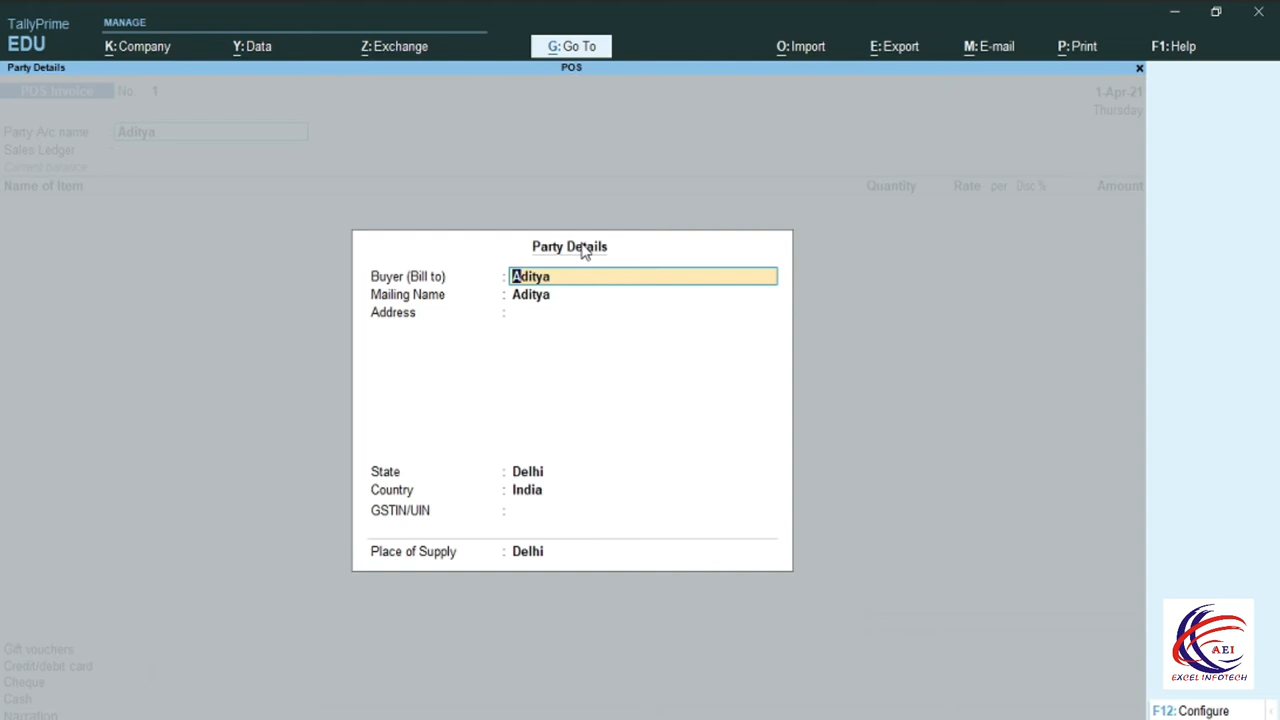 TallyPrime
EDU
MANAGE
K: Company
Y: Data
Z: Exchange
G: Go To
O: Import
E: Export
M: E-mail
P: Print
F1: Help
Party Details
POS
×
POS Invoice No. 1
1-Apr-21
Thursday
Party A/c name : Aditya
Sales Ledger :
Current balance :
Name of Item
Quantity
Rate per Disc %
Amount
Party Details
Buyer (Bill to) : Aditya
Mailing Name : Aditya
Address :
State : Delhi
Country : India
GSTIN/UIN :
Place of Supply : Delhi
Gift vouchers
Credit/debit card
Cheque
Cash
Narration
AEI
EXCEL INFOTECH
F12: Configure